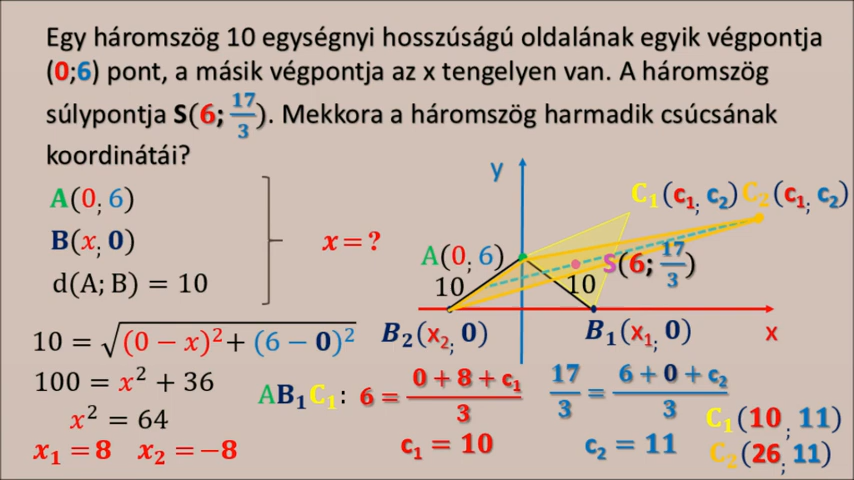 Egy háromszög 10 egységnyi hosszúságú oldalának egyik végpontja
(0;6) pont, a másik végpontja az x tengelyen van. A háromszög
súlypontja S(6; 17/3). Mekkora a háromszög harmadik csúcsának
koordinátái?
A(0; 6)
B(x; 0)
d(A; B) = 10
x = ?
y
C₁(c₁; c₂) C₂(c₁; c₂)
A(0; 6)
S(6; 17/3)
10
10
B₂(x₂; 0)
B₁(x₁; 0)
x
10 = √((0 − x)² + (6 − 0)²)
100 = x² + 36
x² = 64
x₁ = 8 x₂ = −8
AB₁C₁: 6 = (0 + 8 + c₁)/3
17/3 = (6 + 0 + c₂)/3
c₁ = 10
c₂ = 11
C₁(10; 11)
C₂(26; 11)